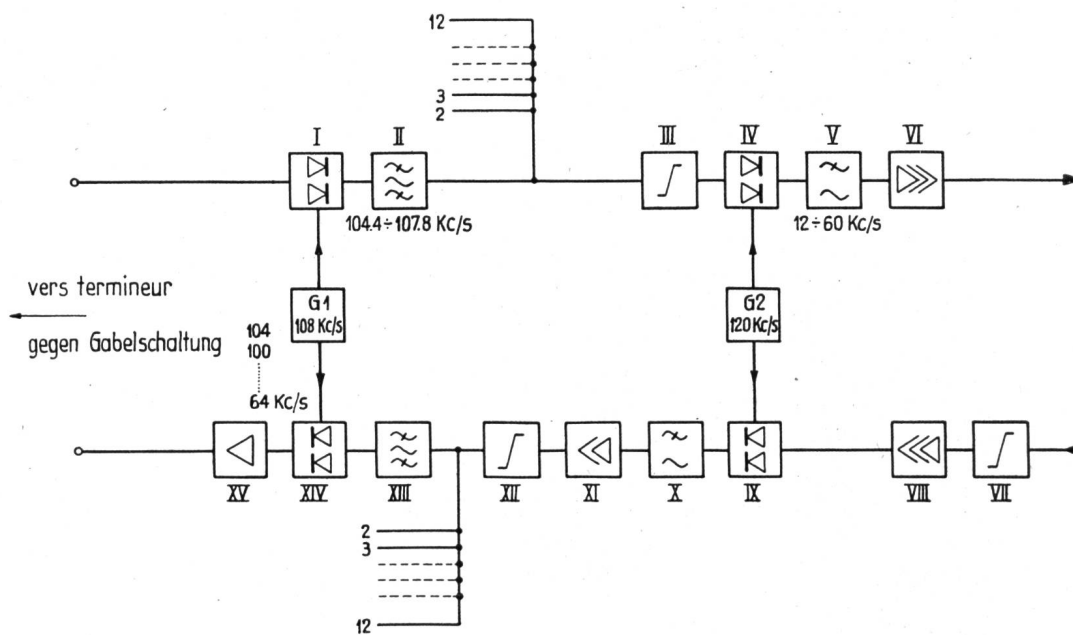 12
3
2
I
II
III
IV
V
VI
104.4÷107.8 Kc/s
12÷60 Kc/s
vers termineur
gegen Gabelschaltung
G1
108 Kc/s
G2
120 Kc/s
104
100
64 Kc/s
XV
XIV
XIII
XII
XI
X
IX
VIII
VII
2
3
12